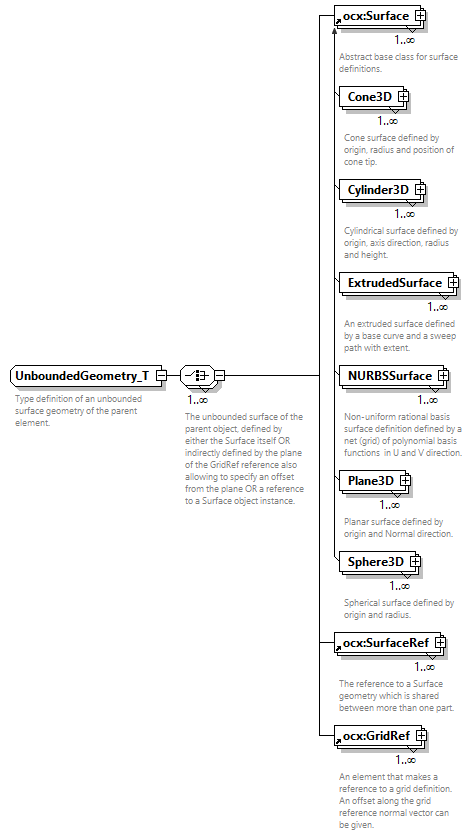 ocx:Surface
1..∞
Abstract base class for surface
definitions.
Cone3D
1..∞
Cone surface defined by
origin, radius and position of
cone tip.
Cylinder3D
1..∞
Cylindrical surface defined by
origin, axis direction, radius
and height.
ExtrudedSurface
1..∞
An extruded surface defined
by a base curve and a sweep
path with extent.
UnboundedGeometry_T
Type definition of an unbounded
surface geometry of the parent
element.
1..∞
The unbounded surface of the
parent object, defined by
either the Surface itself OR
indirectly defined by the plane
of the GridRef reference also
allowing to specify an offset
from the plane OR a reference
to a Surface object instance.
NURBSSurface
1..∞
Non-uniform rational basis
surface definition defined by a
net (grid) of polynomial basis
functions in U and V direction.
Plane3D
1..∞
Planar surface defined by
origin and Normal direction.
Sphere3D
1..∞
Spherical surface defined by
origin and radius.
ocx:SurfaceRef
1..∞
The reference to a Surface
geometry which is shared
between more than one part.
ocx:GridRef
1..∞
An element that makes a
reference to a grid definition.
An offset along the grid
reference normal vector can
be given.